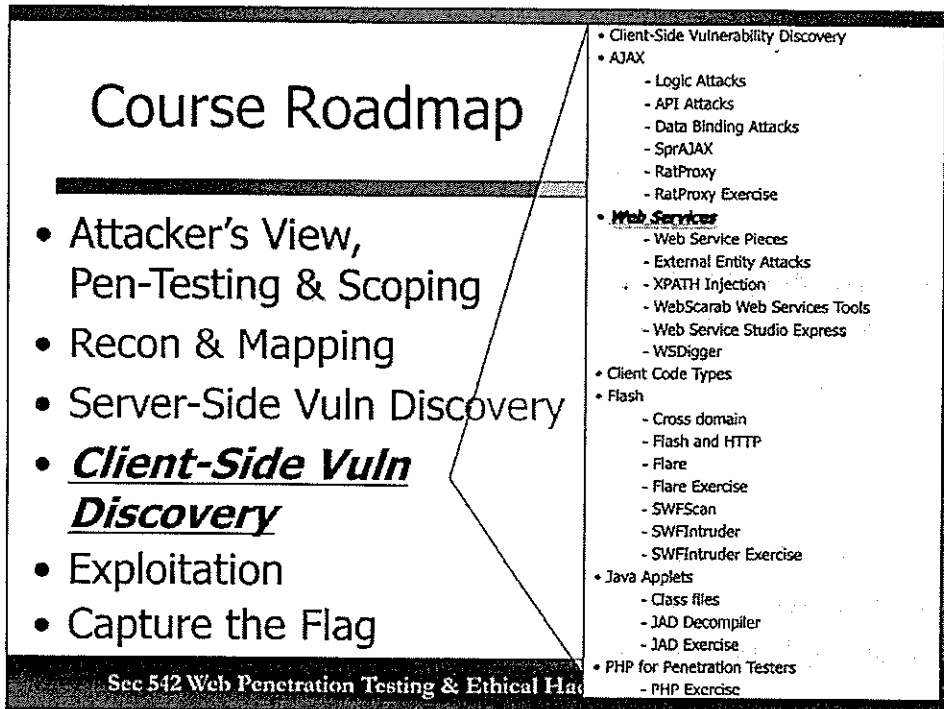 Course Roadmap
• Attacker's View,
Pen-Testing & Scoping
• Recon & Mapping
• Server-Side Vuln Discovery
• Client-Side Vuln
Discovery
• Exploitation
• Capture the Flag
Sec 542 Web Penetration Testing & Ethical Hac
• Client-Side Vulnerability Discovery
• AJAX
- Logic Attacks
- API Attacks
- Data Binding Attacks
- SprAJAX
- RatProxy
- RatProxy Exercise
• Web Services
- Web Service Pieces
- External Entity Attacks
- XPATH Injection
- WebScarab Web Services Tools
- Web Service Studio Express
- WSDigger
• Client Code Types
• Flash
- Cross domain
- Flash and HTTP
- Flare
- Flare Exercise
- SWFScan
- SWFIntruder
- SWFIntruder Exercise
• Java Applets
- Class files
- JAD Decompiler
- JAD Exercise
• PHP for Penetration Testers
- PHP Exercise